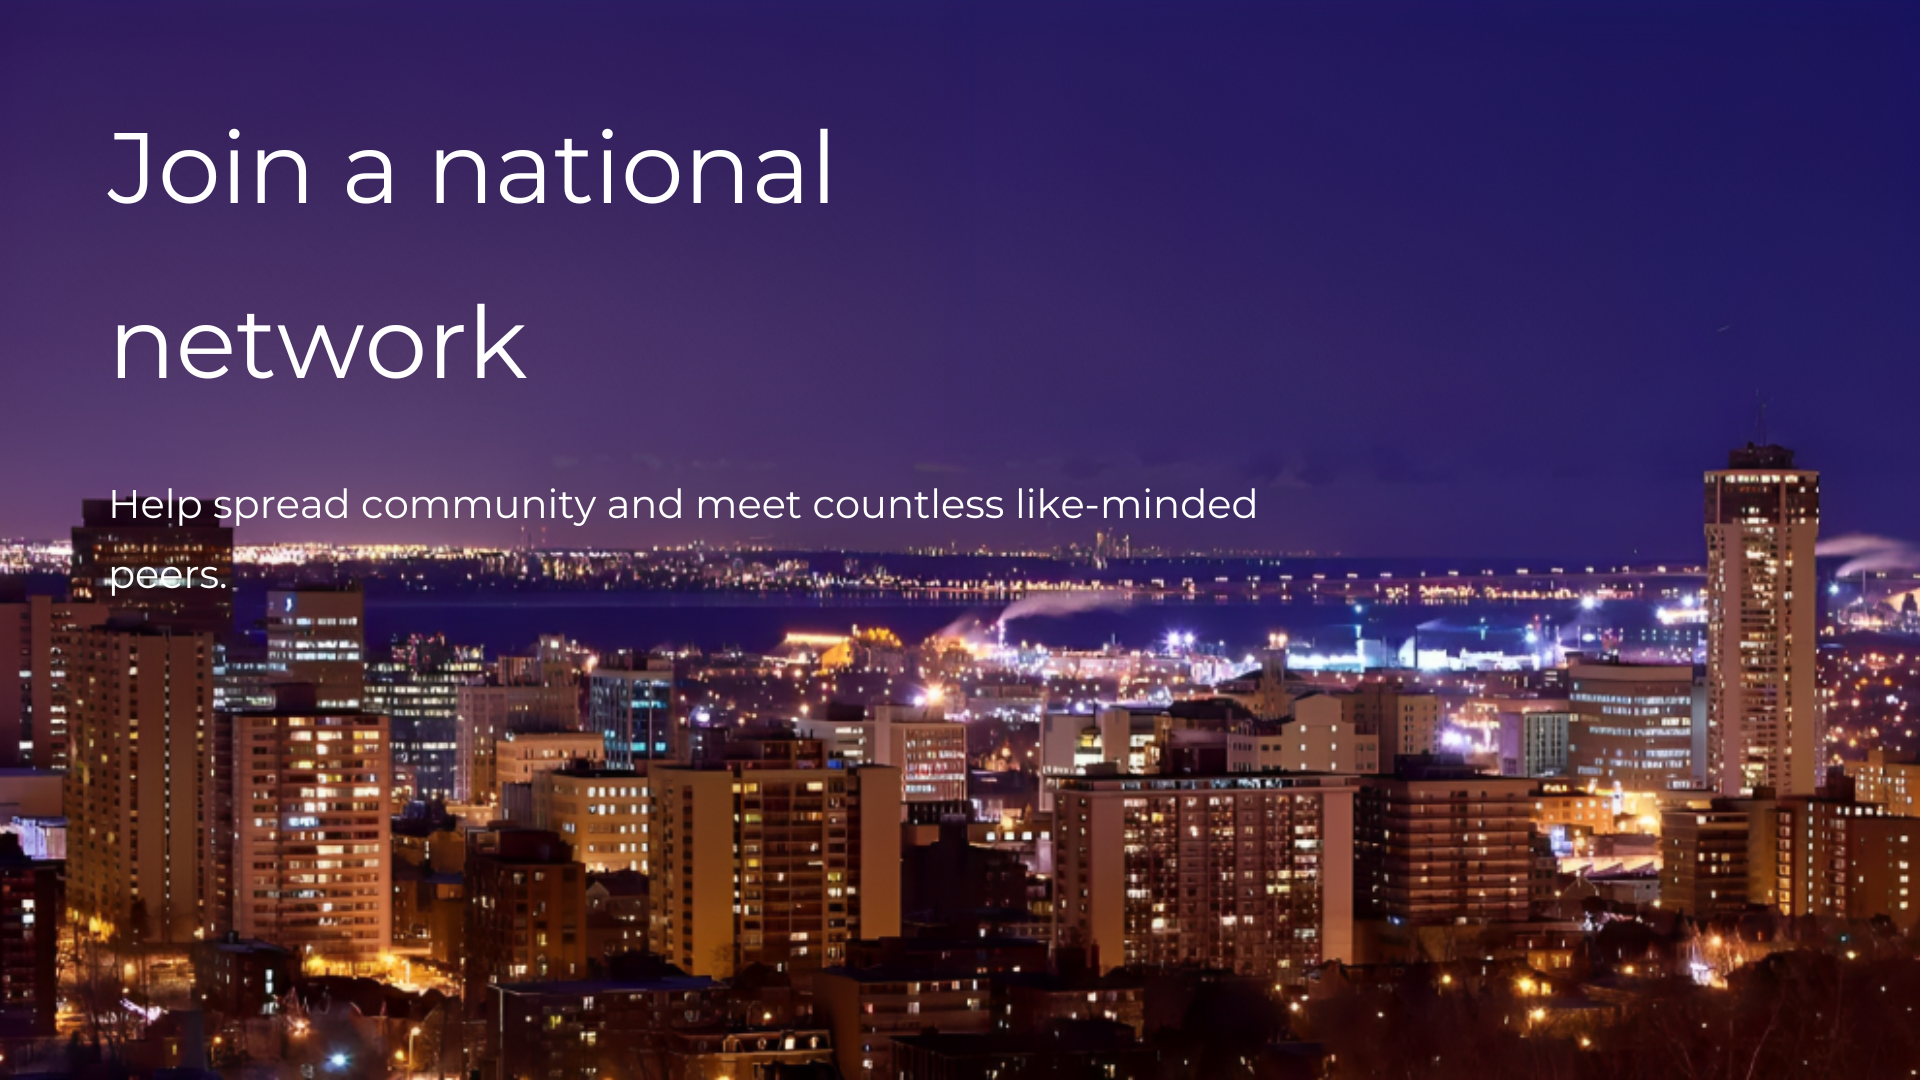 Join a national
network
Help spread community and meet countless like-minded
peers.